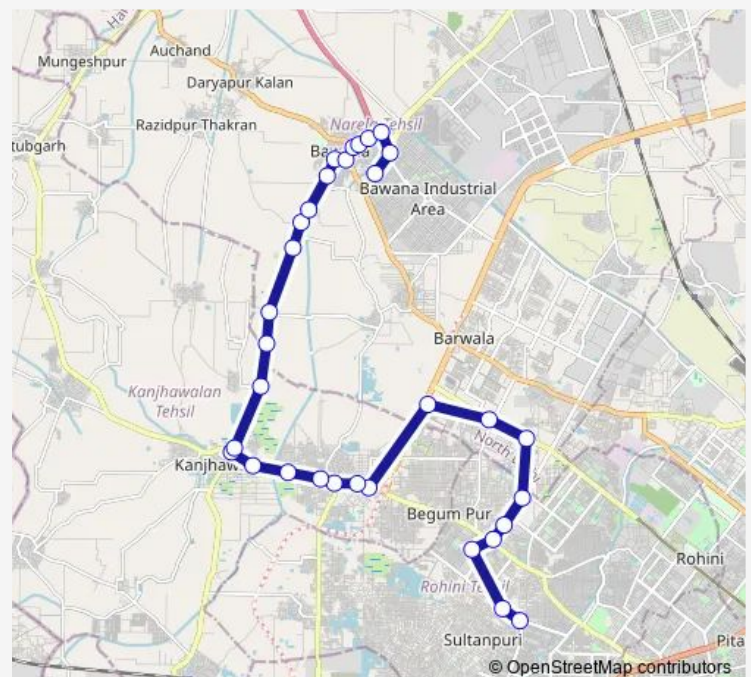 Mungeshpur
Auchand
Daryapur Kalan
Razidpur Thakran
Narela Tehsil
Bawana Industrial
Area
Barwala
Kanjhawalan
Tehsil
Begum Pur
Rohini
Rohini Tehsil
Sultanpuri
Pita
© OpenStreetMap contributors